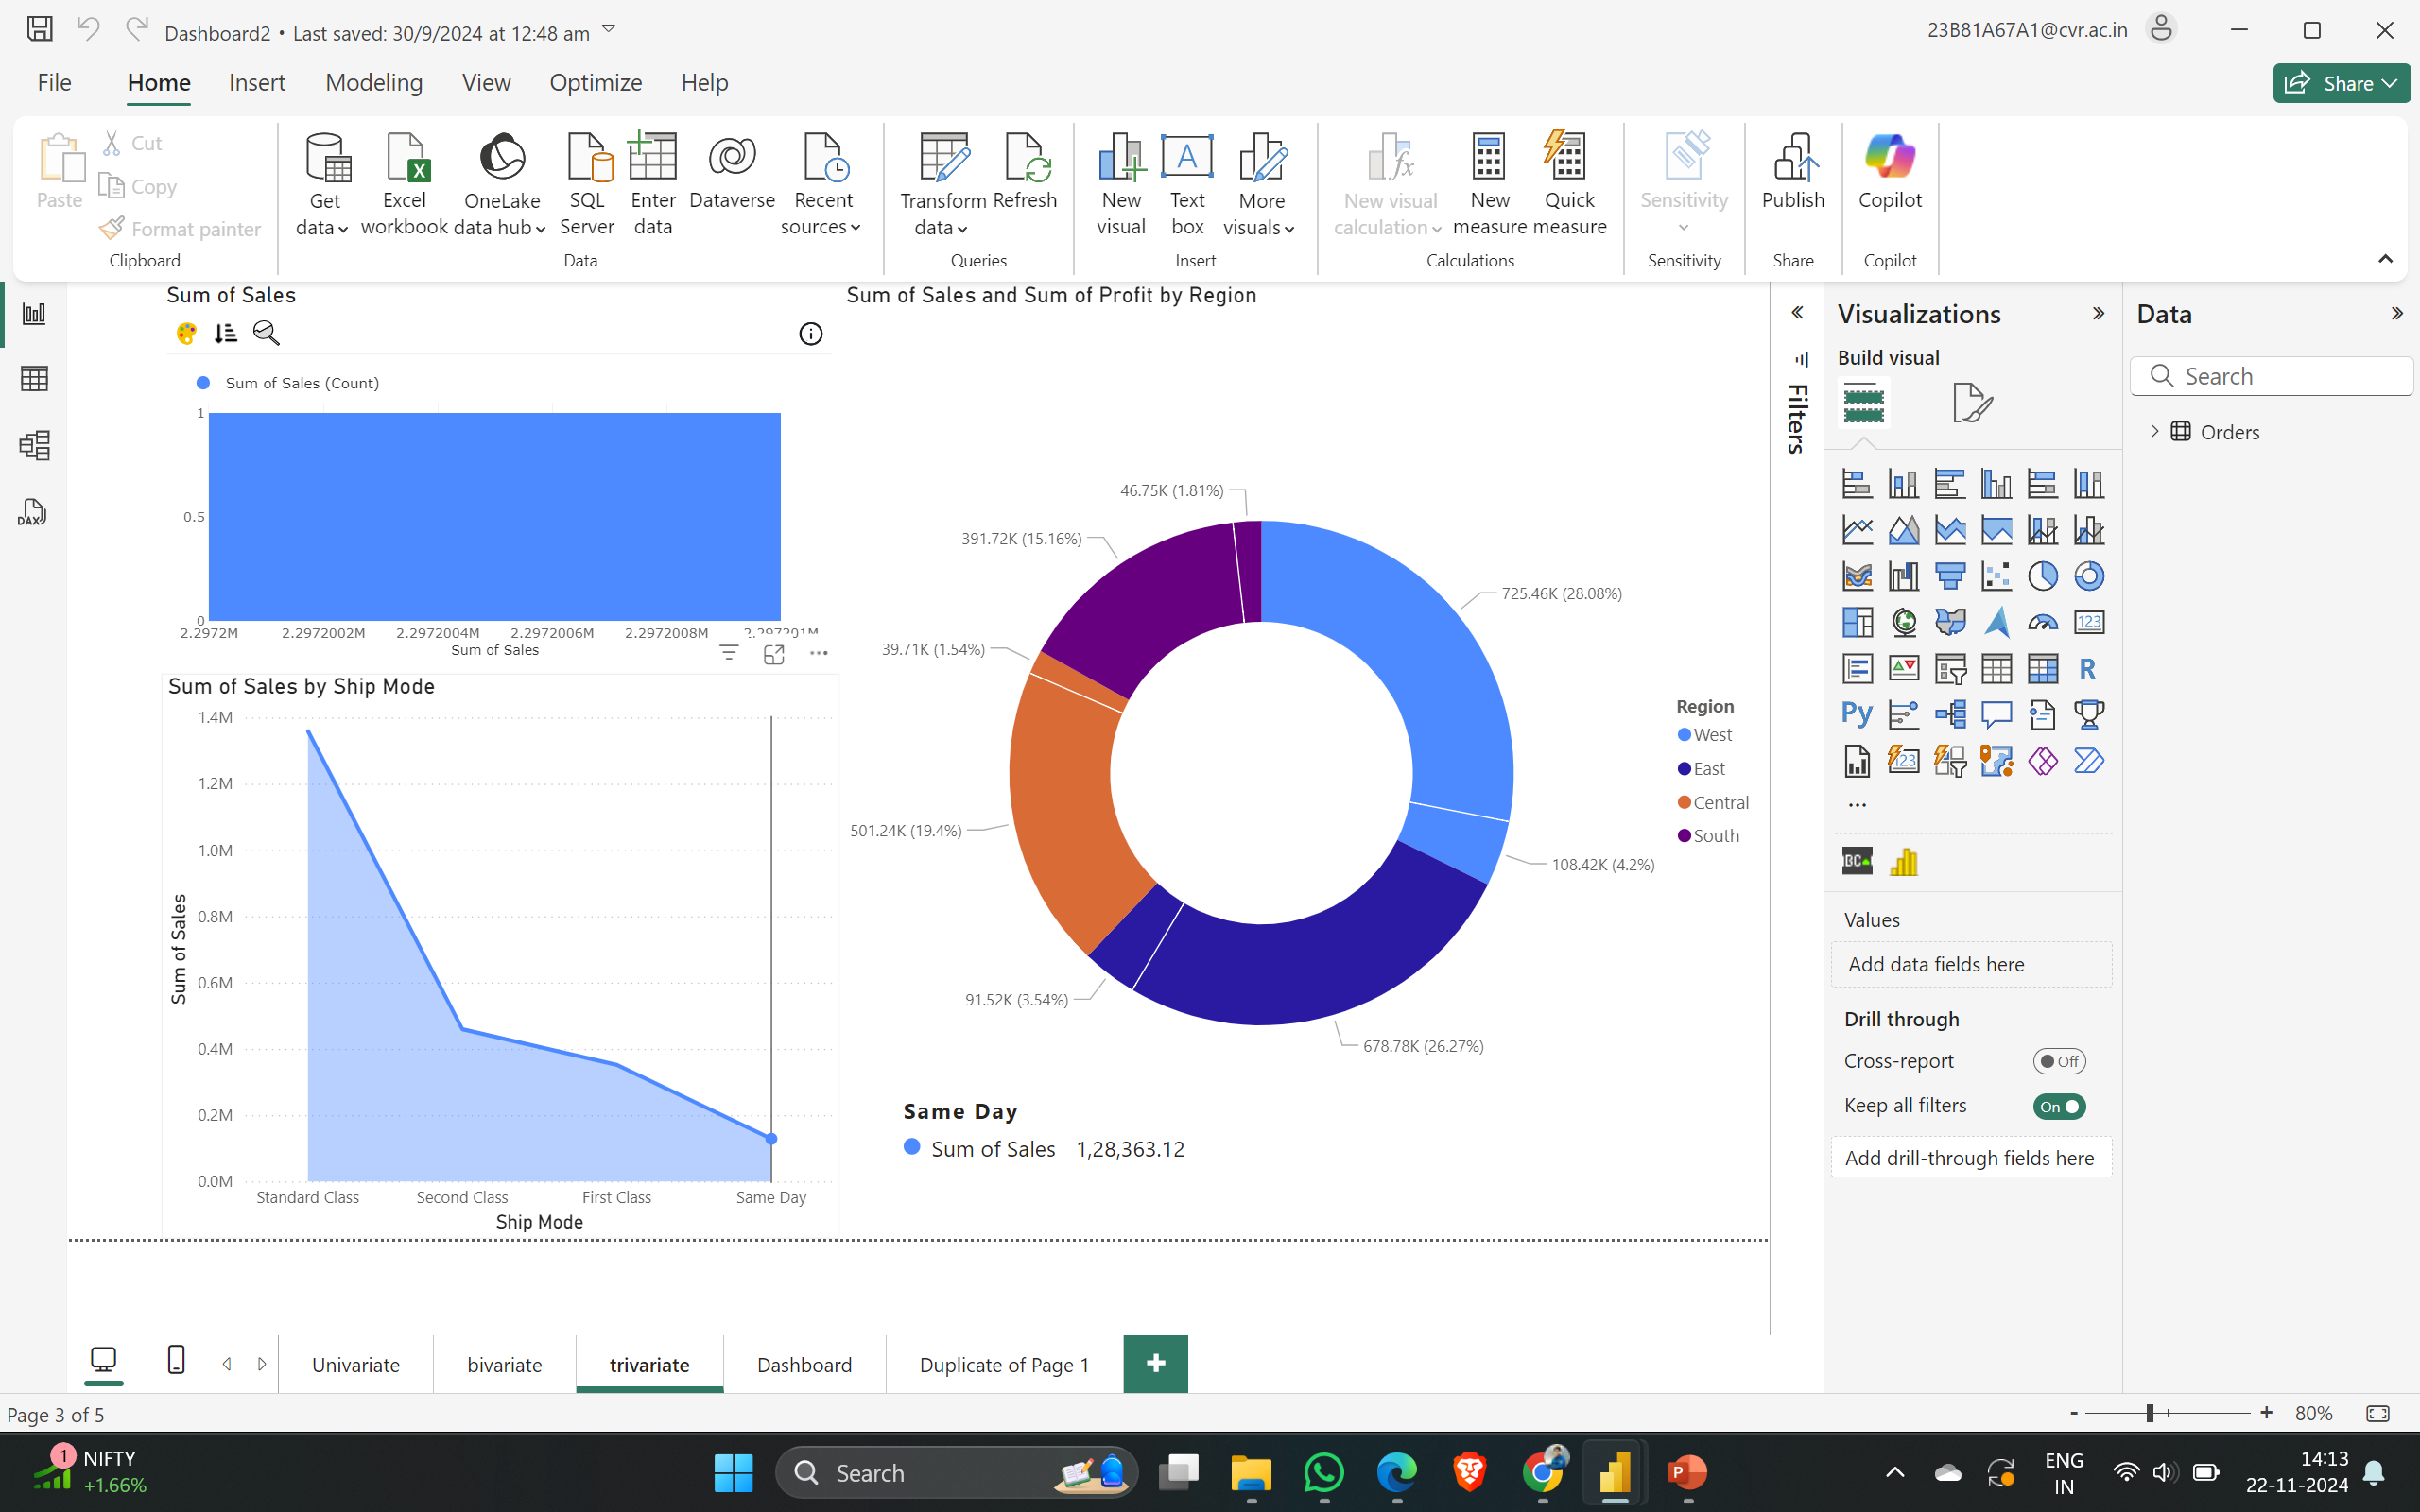 Dashboard2 • Last saved: 30/9/2024 at 12:48 am
23B81A67A1@cvr.ac.in
File Home Insert Modeling View Optimize Help
Share
Paste
Cut
Copy
Format painter
Clipboard
Get data
Excel workbook
OneLake data hub
SQL Server
Enter data
Dataverse
Recent sources
Data
Transform data
Refresh
Queries
New visual
Text box
More visuals
Insert
New visual calculation
New measure
Quick measure
Calculations
Sensitivity
Sensitivity
Publish
Share
Copilot
Copilot
DAX
Sum of Sales
Sum of Sales (Count)
1
0.5
0
2.2972M 2.2972002M 2.2972004M 2.2972006M 2.2972008M 2.297201M
Sum of Sales
Sum of Sales by Ship Mode
1.4M
1.2M
1.0M
0.8M
0.6M
0.4M
0.2M
0.0M
Sum of Sales
Standard Class Second Class First Class Same Day
Ship Mode
Sum of Sales and Sum of Profit by Region
46.75K (1.81%)
391.72K (15.16%)
725.46K (28.08%)
39.71K (1.54%)
501.24K (19.4%)
108.42K (4.2%)
91.52K (3.54%)
678.78K (26.27%)
Region
West
East
Central
South
Same Day
Sum of Sales 1,28,363.12
Filters
Visualizations
Build visual
123
R
Py
123
BC
Values
Add data fields here
Drill through
Cross-report Off
Keep all filters On
Add drill-through fields here
Data
Search
Orders
Univariate bivariate trivariate Dashboard Duplicate of Page 1 +
Page 3 of 5
- + 80%
1
NIFTY
+1.66%
Search
P
ENG
IN
14:13
22-11-2024